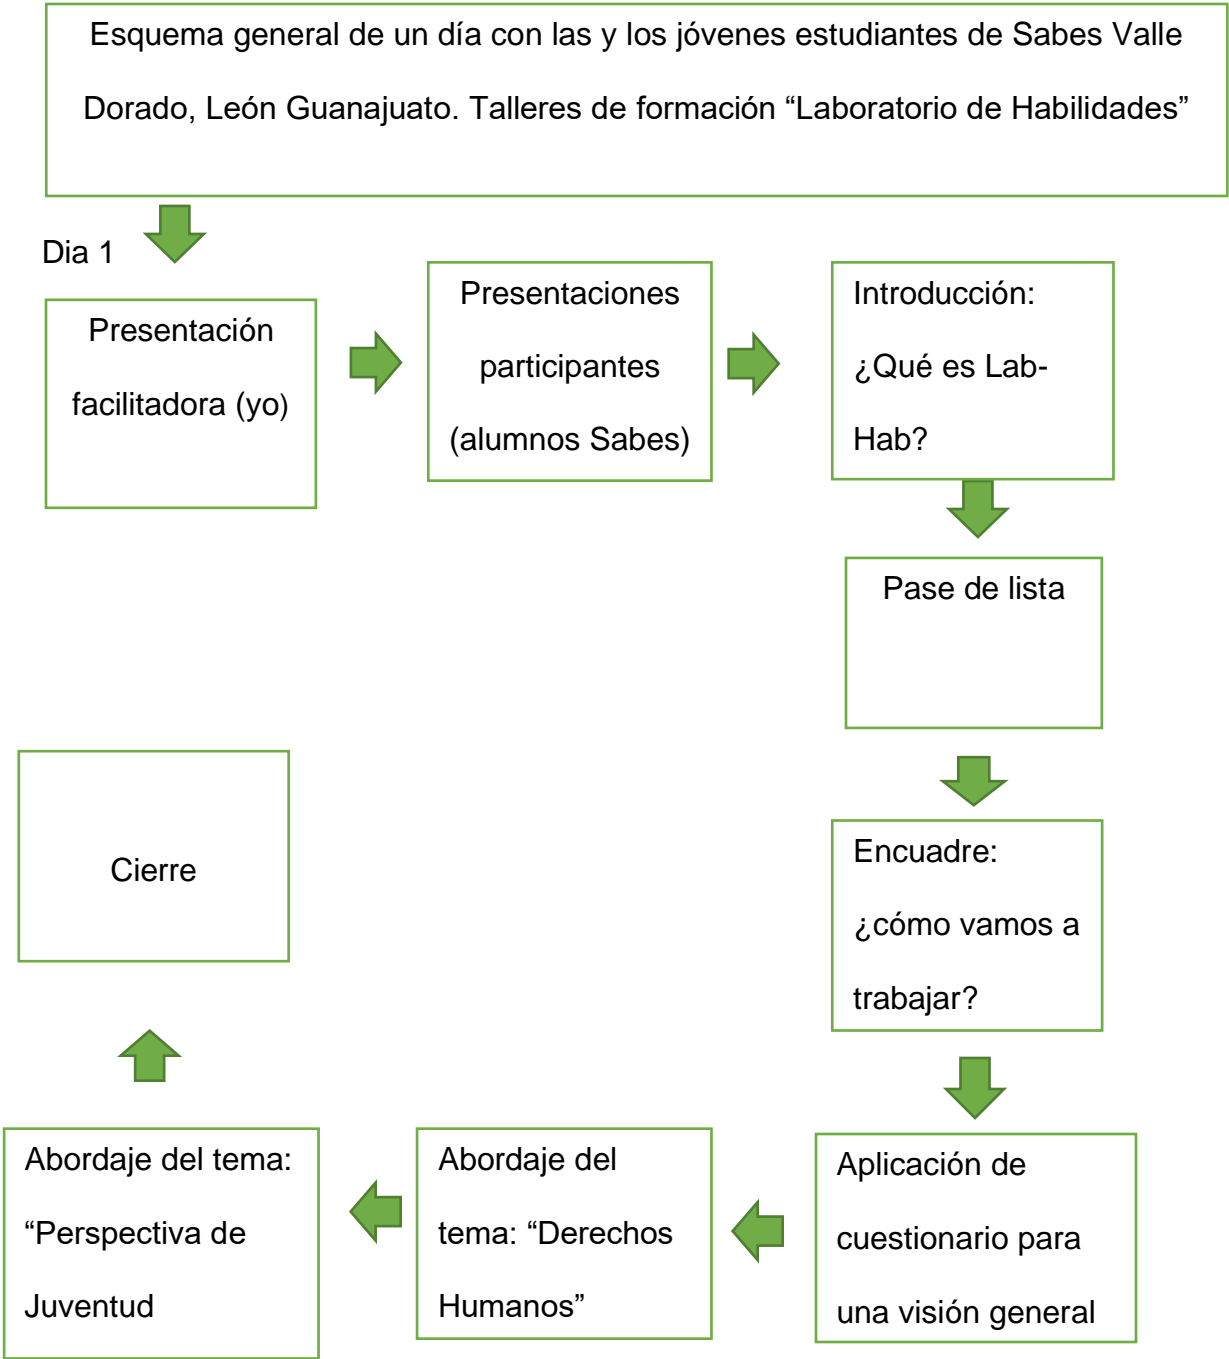 Esquema general de un día con las y los jóvenes estudiantes de Sabes Valle
Dorado, León Guanajuato. Talleres de formación “Laboratorio de Habilidades”
Dia 1
Presentación
facilitadora (yo)
Presentaciones
participantes
(alumnos Sabes)
Introducción:
¿Qué es Lab-
Hab?
Pase de lista
Encuadre:
¿cómo vamos a
trabajar?
Aplicación de
cuestionario para
una visión general
Abordaje del
tema: “Derechos
Humanos”
Abordaje del tema:
“Perspectiva de
Juventud
Cierre